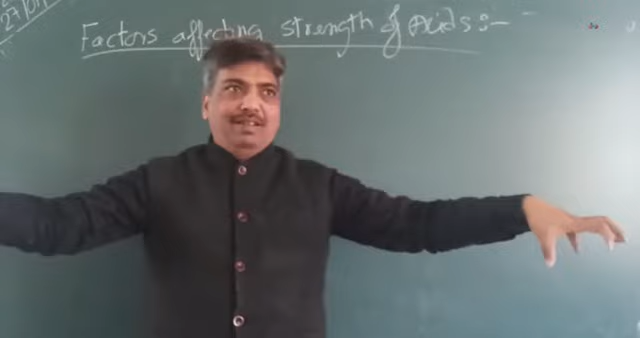 Factors affecting strength of Acids :-